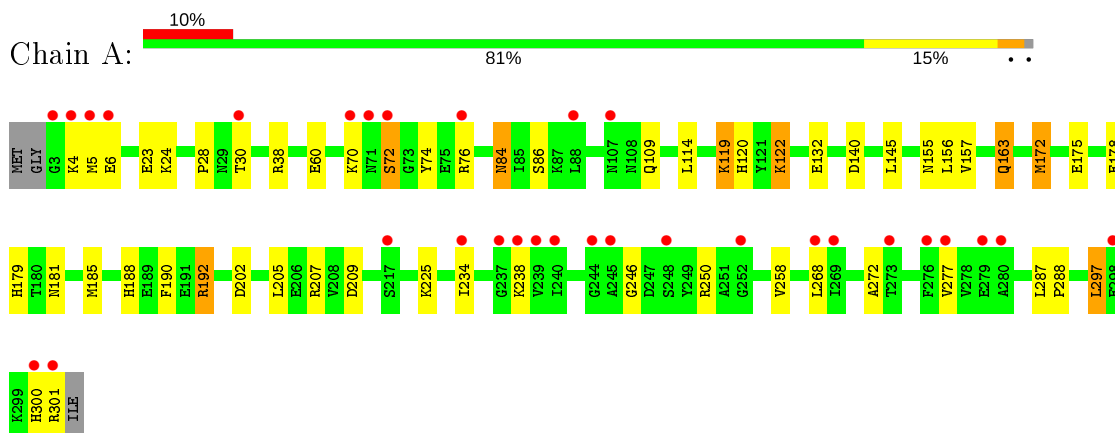 10%
Chain A:
81% 15% • •
MET GLY G3 K4 M5 E6 E23 K24 P28 N29 T30 R38 E60 K70 N71 S72 G73 Y74 E75 R76 N84 I85 S86 K87 L88 N107 N108 Q109 L114 K119 H120 Y121 K122 E132 D140 L145 N155 L156 V157 Q163 M172 E175
H179 T180 N181 M185 H188 E189 F190 E191 R192 D202 L205 E206 R207 V208 D209 S217 K225 I234 G237 K238 V239 I240 G244 A245 G246 D247 S248 Y249 R250 A251 G252 V258 L268 I269 A272 T273 F276 V277 V278 E279 A280 L287 P288 L297
K299 H300 R301 ILE